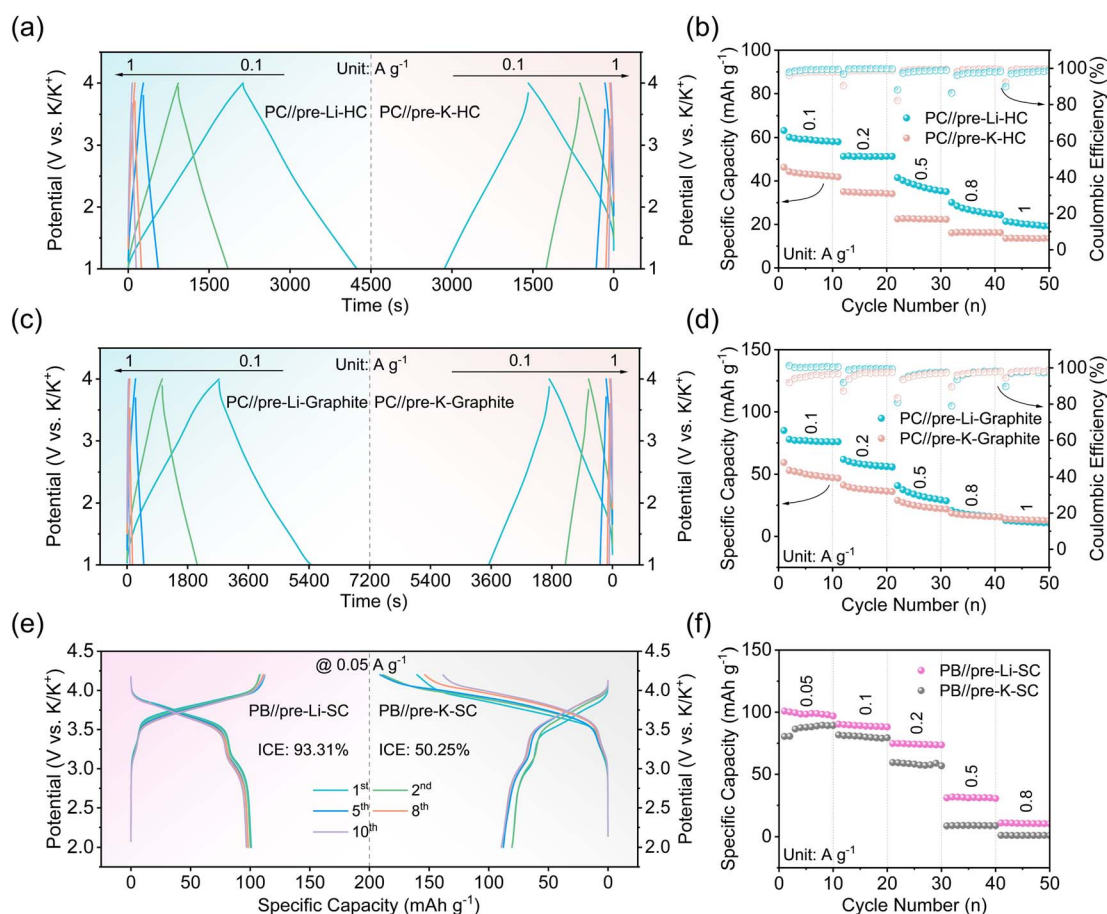 (a)
1
0.1
Unit: A g⁻¹
0.1
1
PC//pre-Li-HC
PC//pre-K-HC
Potential (V vs. K/K⁺)
4
3
2
1
0
1500
3000
4500
3000
1500
0
Time (s)
4
3
2
1
Potential (V vs. K/K⁺)
(b)
Specific Capacity (mAh g⁻¹)
100
80
60
40
20
0
0.1
0.2
0.5
0.8
1
PC//pre-Li-HC
PC//pre-K-HC
Unit: A g⁻¹
0
10
20
30
40
50
Cycle Number (n)
100
80
60
40
20
0
Coulombic Efficiency (%)
(c)
1
0.1
Unit: A g⁻¹
0.1
1
PC//pre-Li-Graphite
PC//pre-K-Graphite
Potential (V vs. K/K⁺)
4
3
2
1
0
1800
3600
5400
7200
5400
3600
1800
0
Time (s)
4
3
2
1
Potential (V vs. K/K⁺)
(d)
Specific Capacity (mAh g⁻¹)
150
100
50
0
PC//pre-Li-Graphite
PC//pre-K-Graphite
0.1
0.2
0.5
0.8
1
Unit: A g⁻¹
0
10
20
30
40
50
Cycle Number (n)
100
80
60
40
20
0
Coulombic Efficiency (%)
(e)
@ 0.05 A g⁻¹
PB//pre-Li-SC
PB//pre-K-SC
ICE: 93.31%
ICE: 50.25%
1ˢᵗ
2ⁿᵈ
5ᵗʰ
8ᵗʰ
10ᵗʰ
Potential (V vs. K/K⁺)
4.5
4.0
3.5
3.0
2.5
2.0
0
50
100
150
200
150
100
50
0
Specific Capacity (mAh g⁻¹)
4.5
4.0
3.5
3.0
2.5
2.0
Potential (V vs. K/K⁺)
(f)
Specific Capacity (mAh g⁻¹)
150
100
50
0
PB//pre-Li-SC
PB//pre-K-SC
0.05
0.1
0.2
0.5
0.8
Unit: A g⁻¹
0
10
20
30
40
50
Cycle Number (n)